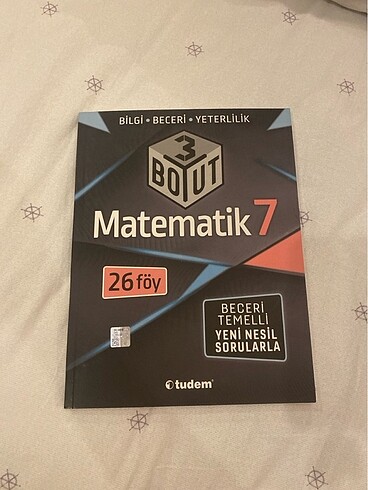 BİLGİ • BECERİ • YETERLİLİK
3
BOYUT
Matematik 7
26 föy
BECERİ
TEMELLİ
YENİ NESİL
SORULARLA
tudem